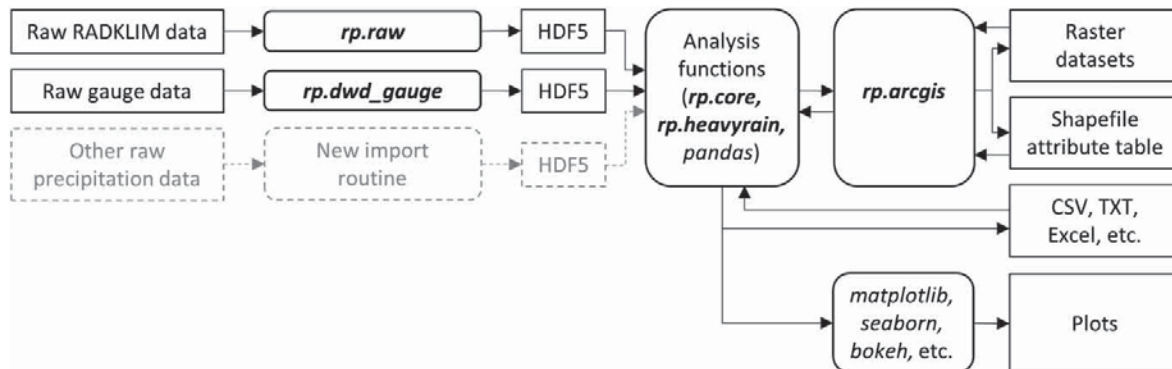 Raw RADKLIM data
rp.raw
HDF5
Raw gauge data
rp.dwd_gauge
HDF5
Other raw
precipitation data
New import
routine
HDF5
Analysis
functions
(rp.core,
rp.heavyrain,
pandas)
rp.arcgis
Raster
datasets
Shapefile
attribute table
CSV, TXT,
Excel, etc.
matplotlib,
seaborn,
bokeh, etc.
Plots